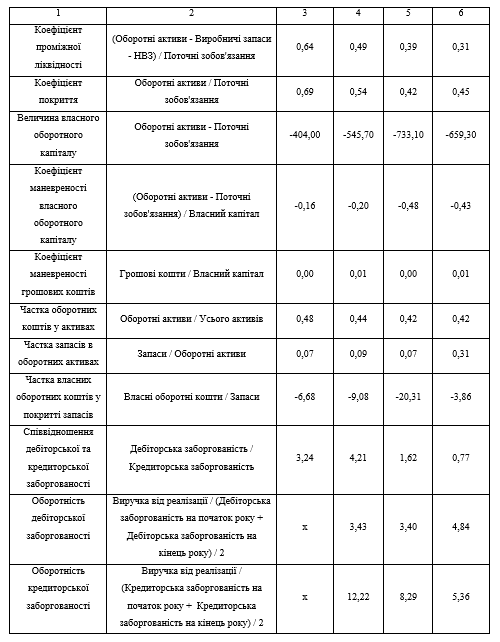 1 2 3 4 5 6
Коефіцієнт
проміжної
ліквідності
(Оборотні активи - Виробничі запаси
- НВЗ) / Поточні зобов'язання
0,64 0,49 0,39 0,31
Коефіцієнт
покриття
Оборотні активи / Поточні
зобов'язання
0,69 0,54 0,42 0,45
Величина власного
оборотного
капіталу
Оборотні активи - Поточні
зобов'язання
-404,00 -545,70 -733,10 -659,30
Коефіцієнт
маневреності
власного
оборотного
капіталу
(Оборотні активи - Поточні
зобов'язання) / Власний капітал
-0,16 -0,20 -0,48 -0,43
Коефіцієнт
маневреності
грошових коштів
Грошові кошти / Власний капітал
0,00 0,01 0,00 0,01
Частка оборотних
коштів у активах
Оборотні активи / Усього активів
0,48 0,44 0,42 0,42
Частка запасів в
оборотних активах
Запаси / Оборотні активи
0,07 0,09 0,07 0,31
Частка власних
оборотних коштів у
покритті запасів
Власні оборотні кошти / Запаси
-6,68 -9,08 -20,31 -3,86
Співвідношення
дебіторської та
кредиторської
заборгованості
Дебіторська заборгованість /
Кредиторська заборгованість
3,24 4,21 1,62 0,77
Оборотність
дебіторської
заборгованості
Виручка від реалізації / (Дебіторська
заборгованість на початок року +
Дебіторська заборгованість на
кінець року) / 2
х 3,43 3,40 4,84
Оборотність
кредиторської
заборгованості
Виручка від реалізації /
(Кредиторська заборгованість на
початок року + Кредиторська
заборгованість на кінець року) / 2
х 12,22 8,29 5,36